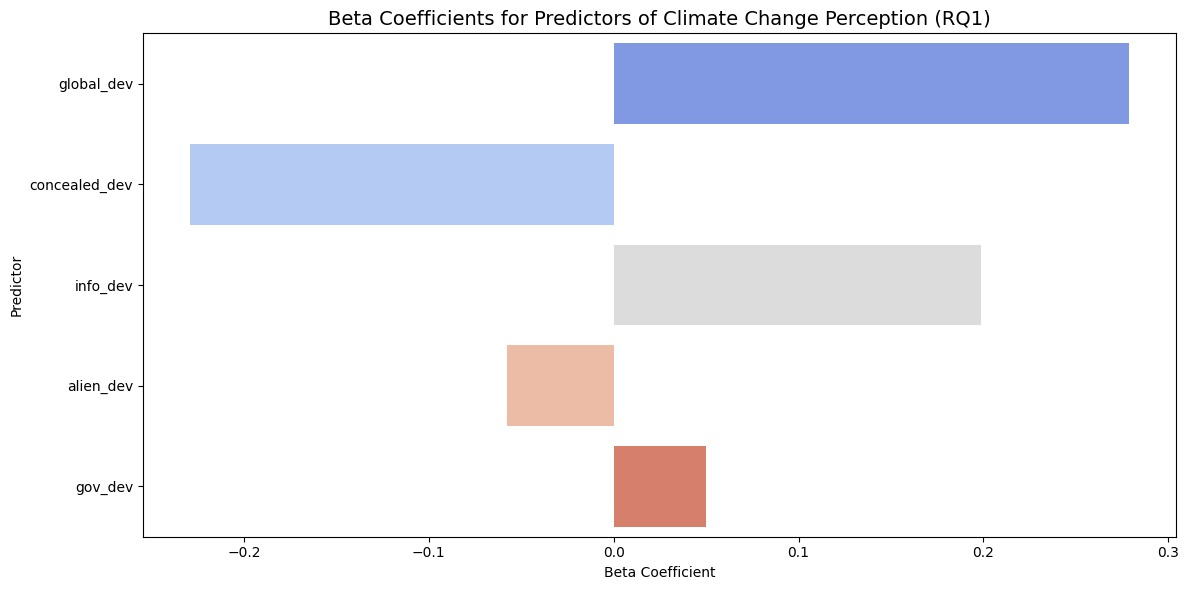 Beta Coefficients for Predictors of Climate Change Perception (RQ1)
global_dev
concealed_dev
info_dev
alien_dev
gov_dev
Predictor
−0.2 −0.1 0.0 0.1 0.2 0.3
Beta Coefficient